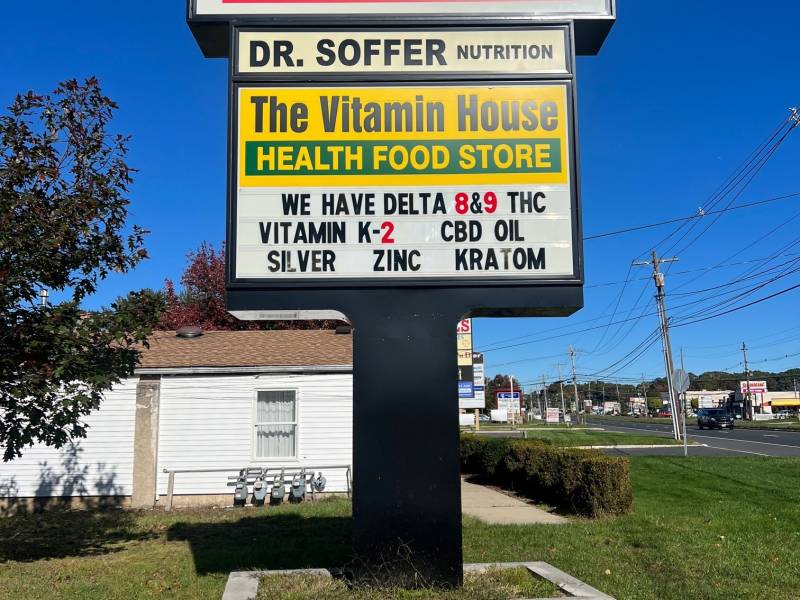 DR. SOFFER NUTRITION
The Vitamin House
HEALTH FOOD STORE
WE HAVE DELTA 8&9 THC
VITAMIN K-2 CBD OIL
SILVER ZINC KRATOM